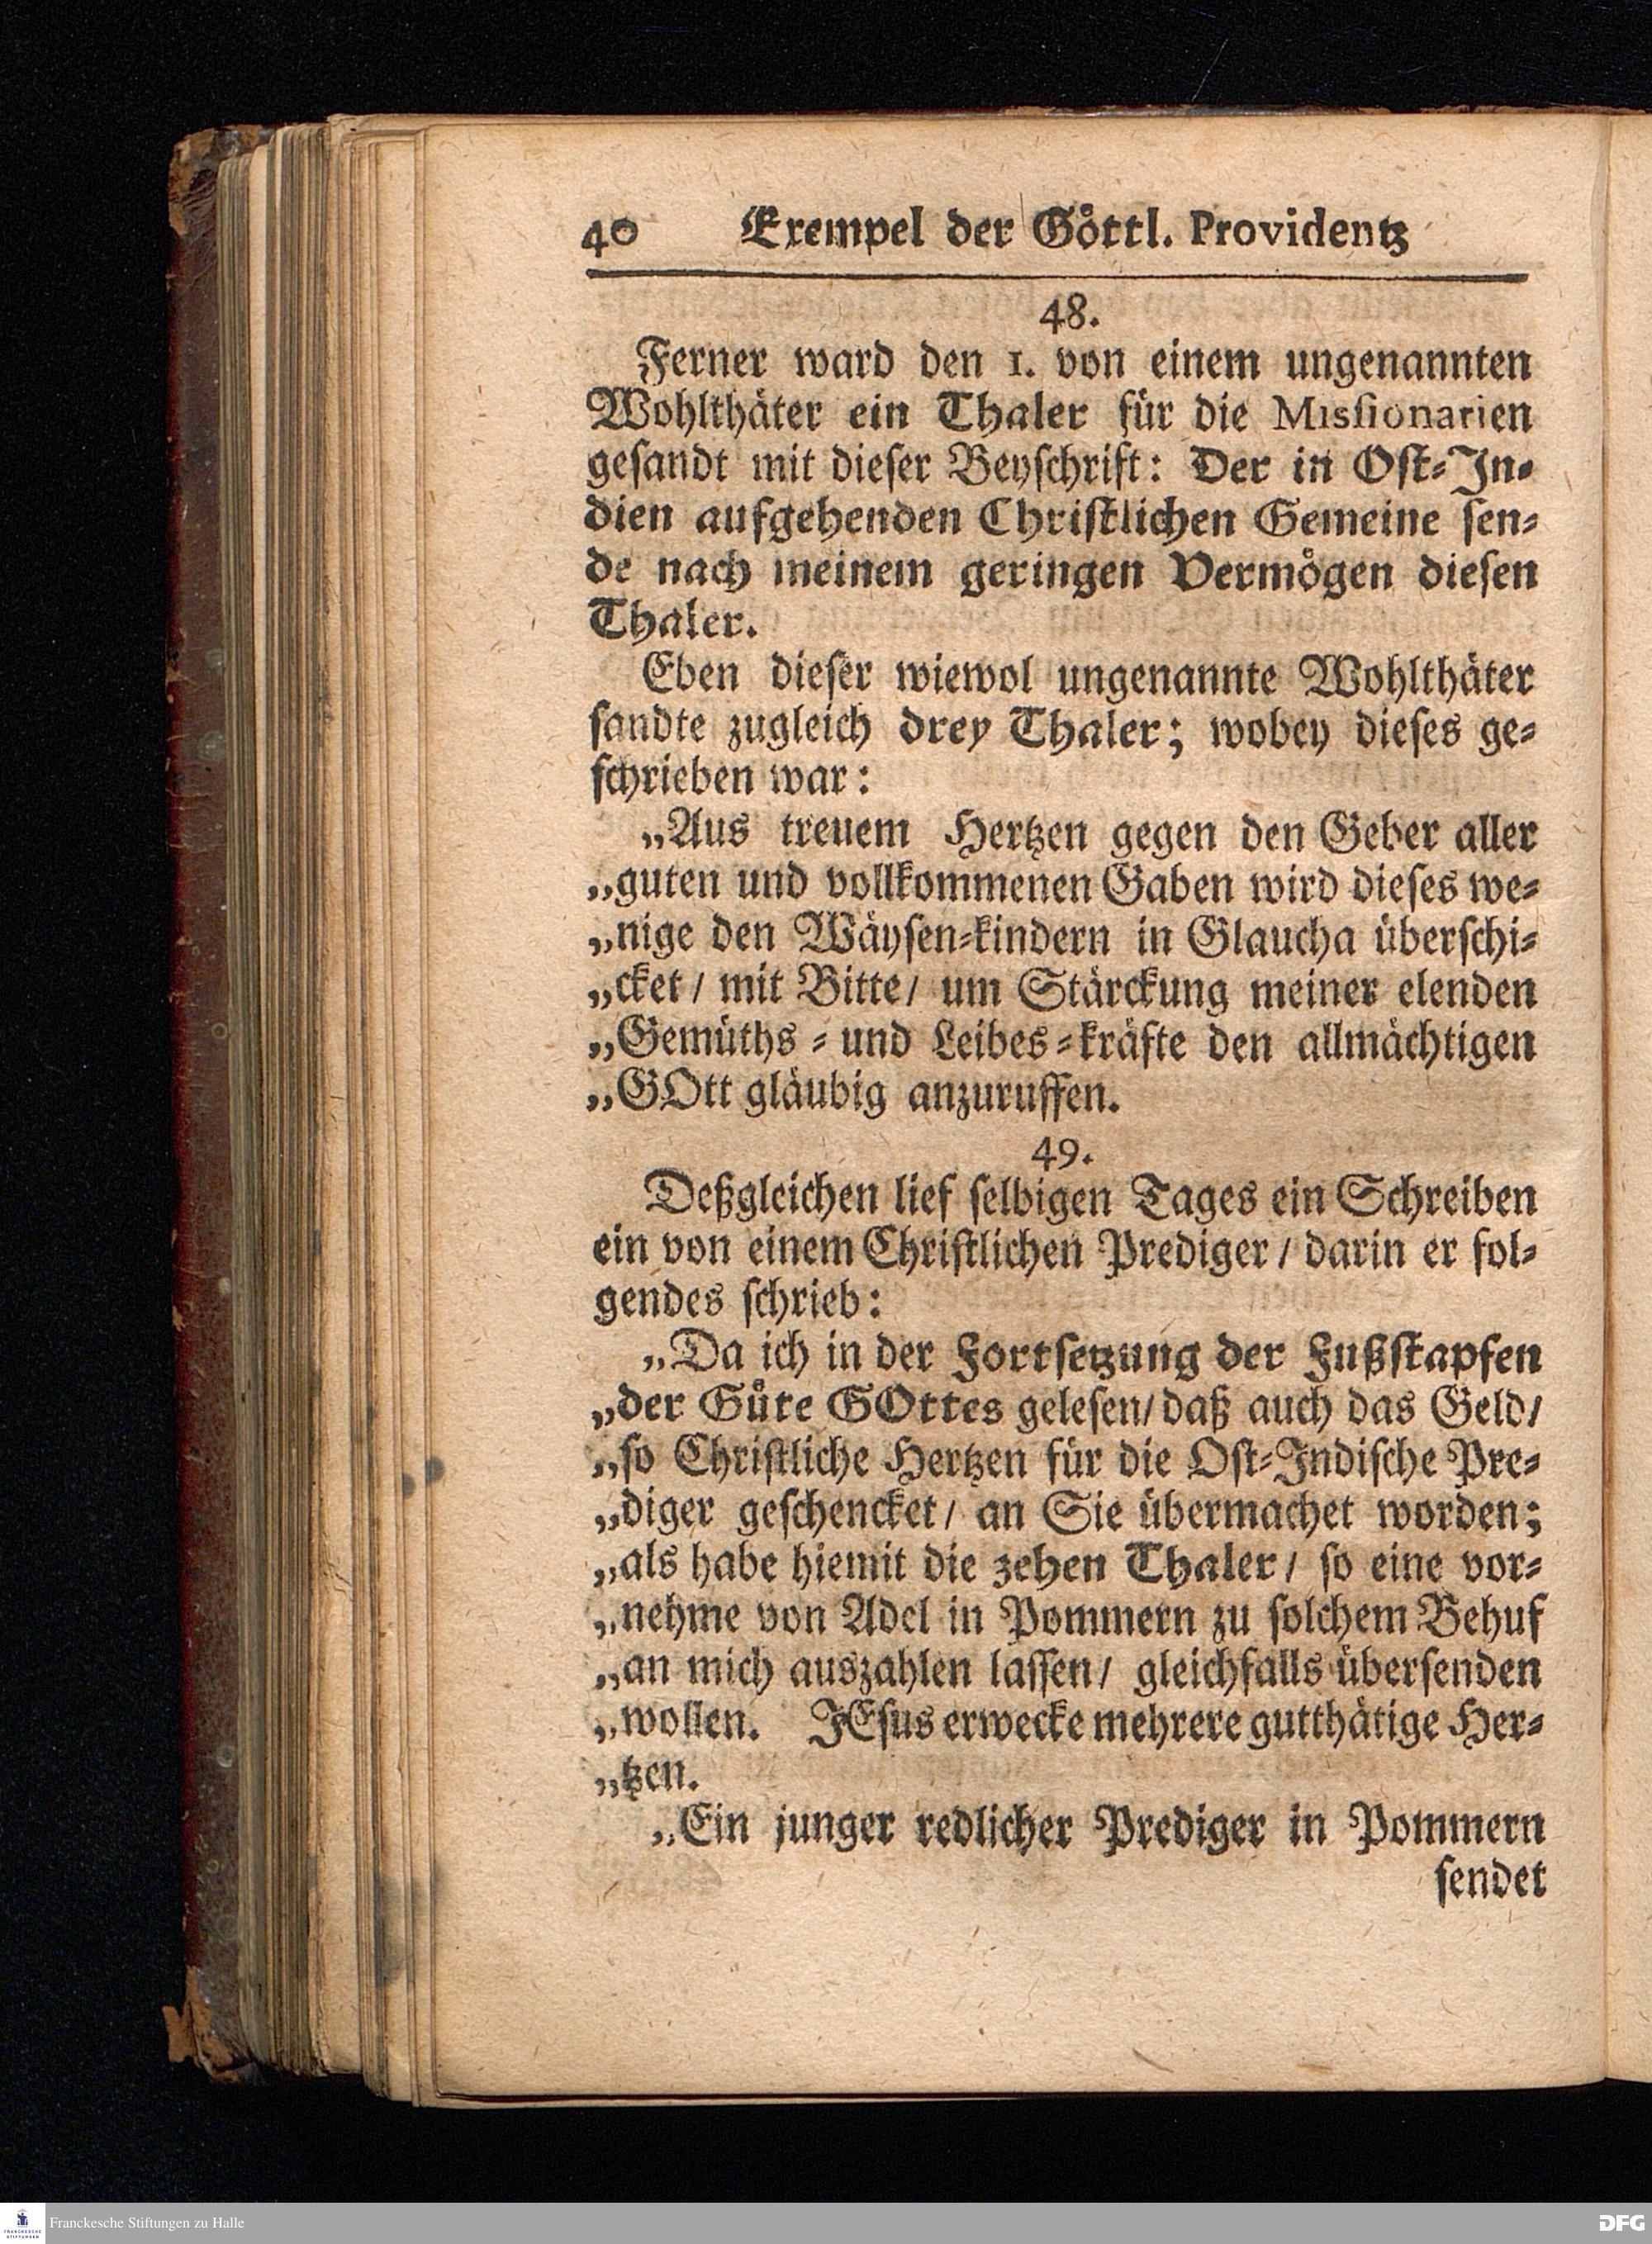 40 Exempel der Göttl. Providentz
48.
Ferner ward den 1. von einem ungenannten
Wohlthäter ein Thaler für die Missionarien
gesandt mit dieser Beyschrift: Der in Ost-In-
dien aufgehenden Christlichen Gemeine sen-
de nach meinem geringen Vermögen diesen
Thaler.
Eben dieser wiewol ungenannte Wohlthäter
sandte zugleich drey Thaler; wobey dieses ge-
schrieben war:
„Aus treuem Hertzen gegen den Geber aller
„guten und vollkommenen Gaben wird dieses we-
„nige den Wäysen-kindern in Glaucha überschi-
„cket / mit Bitte / um Stärckung meiner elenden
„Gemüths - und Leibes-kräfte den allmächtigen
„GOtt gläubig anzuruffen.
49.
Deßgleichen lief selbigen Tages ein Schreiben
ein von einem Christlichen Prediger / darin er fol-
gendes schrieb:
„Da ich in der Fortsetzung der Fußstapfen
„der Güte GOttes gelesen / daß auch das Geld /
„so Christliche Hertzen für die Ost-Indische Pre-
„diger geschencket / an Sie übermachet worden;
„als habe hiemit die zehen Thaler / so eine vor-
„nehme von Adel in Pommern zu solchem Behuf
„an mich auszahlen lassen / gleichfalls übersenden
„wollen. JEsus erwecke mehrere gutthätige Her-
„tzen.
„Ein junger redlicher Prediger in Pommern
sendet
FRANCKESCHE
STIFTUNGEN
Franckesche Stiftungen zu Halle
DFG